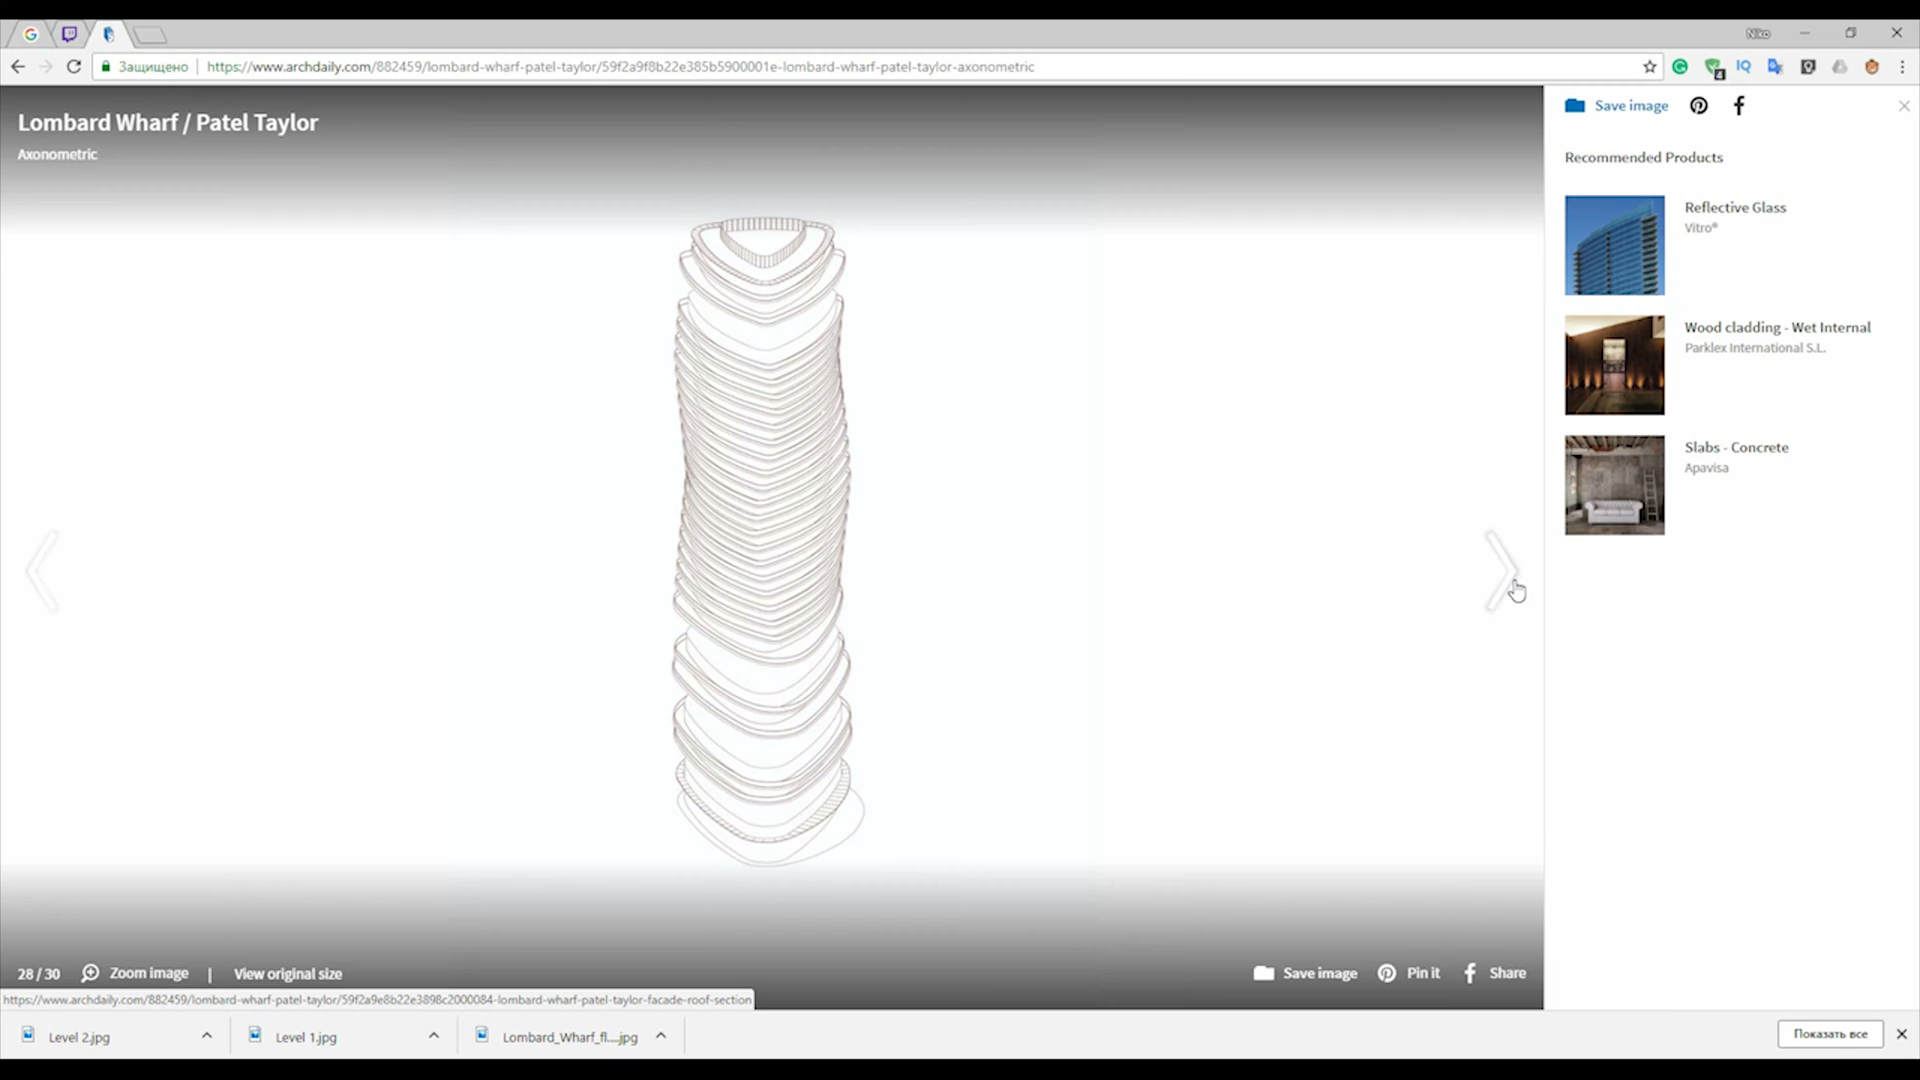 Niko
Защищено
https://www.archdaily.com/882459/lombard-wharf-patel-taylor/59f2a9f8b22e385b5900001e-lombard-wharf-patel-taylor-axonometric
Lombard Wharf / Patel Taylor
Axonometric
Save image
Recommended Products
Reflective Glass
Vitro®
Wood cladding - Wet Internal
Parklex International S.L.
Slabs - Concrete
Apavisa
28 / 30 Zoom image | View original size
Save image Pin it Share
https://www.archdaily.com/882459/lombard-wharf-patel-taylor/59f2a9e8b22e3898c2000084-lombard-wharf-patel-taylor-facade-roof-section
Level 2.jpg
Level 1.jpg
Lombard_Wharf_fl....jpg
Показать все